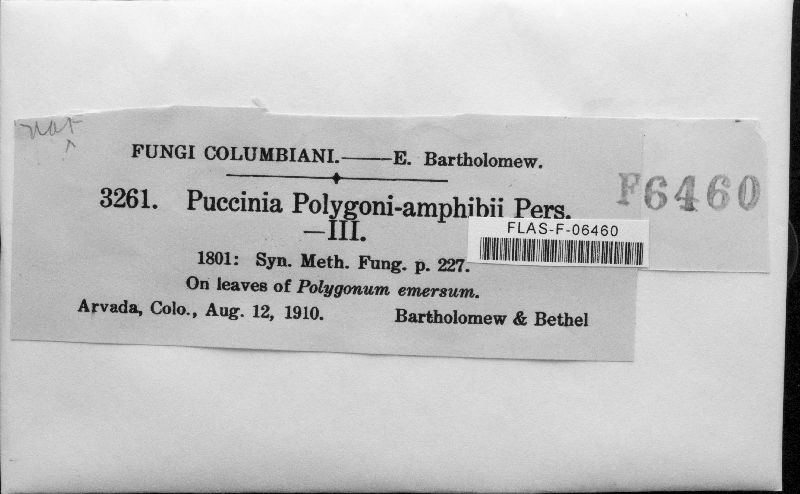 FUNGI COLUMBIANI.——E. Bartholomew.
3261. Puccinia Polygoni-amphibii Pers.
—III.
1801: Syn. Meth. Fung. p. 227.
On leaves of Polygonum emersum.
Arvada, Colo., Aug. 12, 1910. Bartholomew & Bethel
F6460
FLAS-F-06460